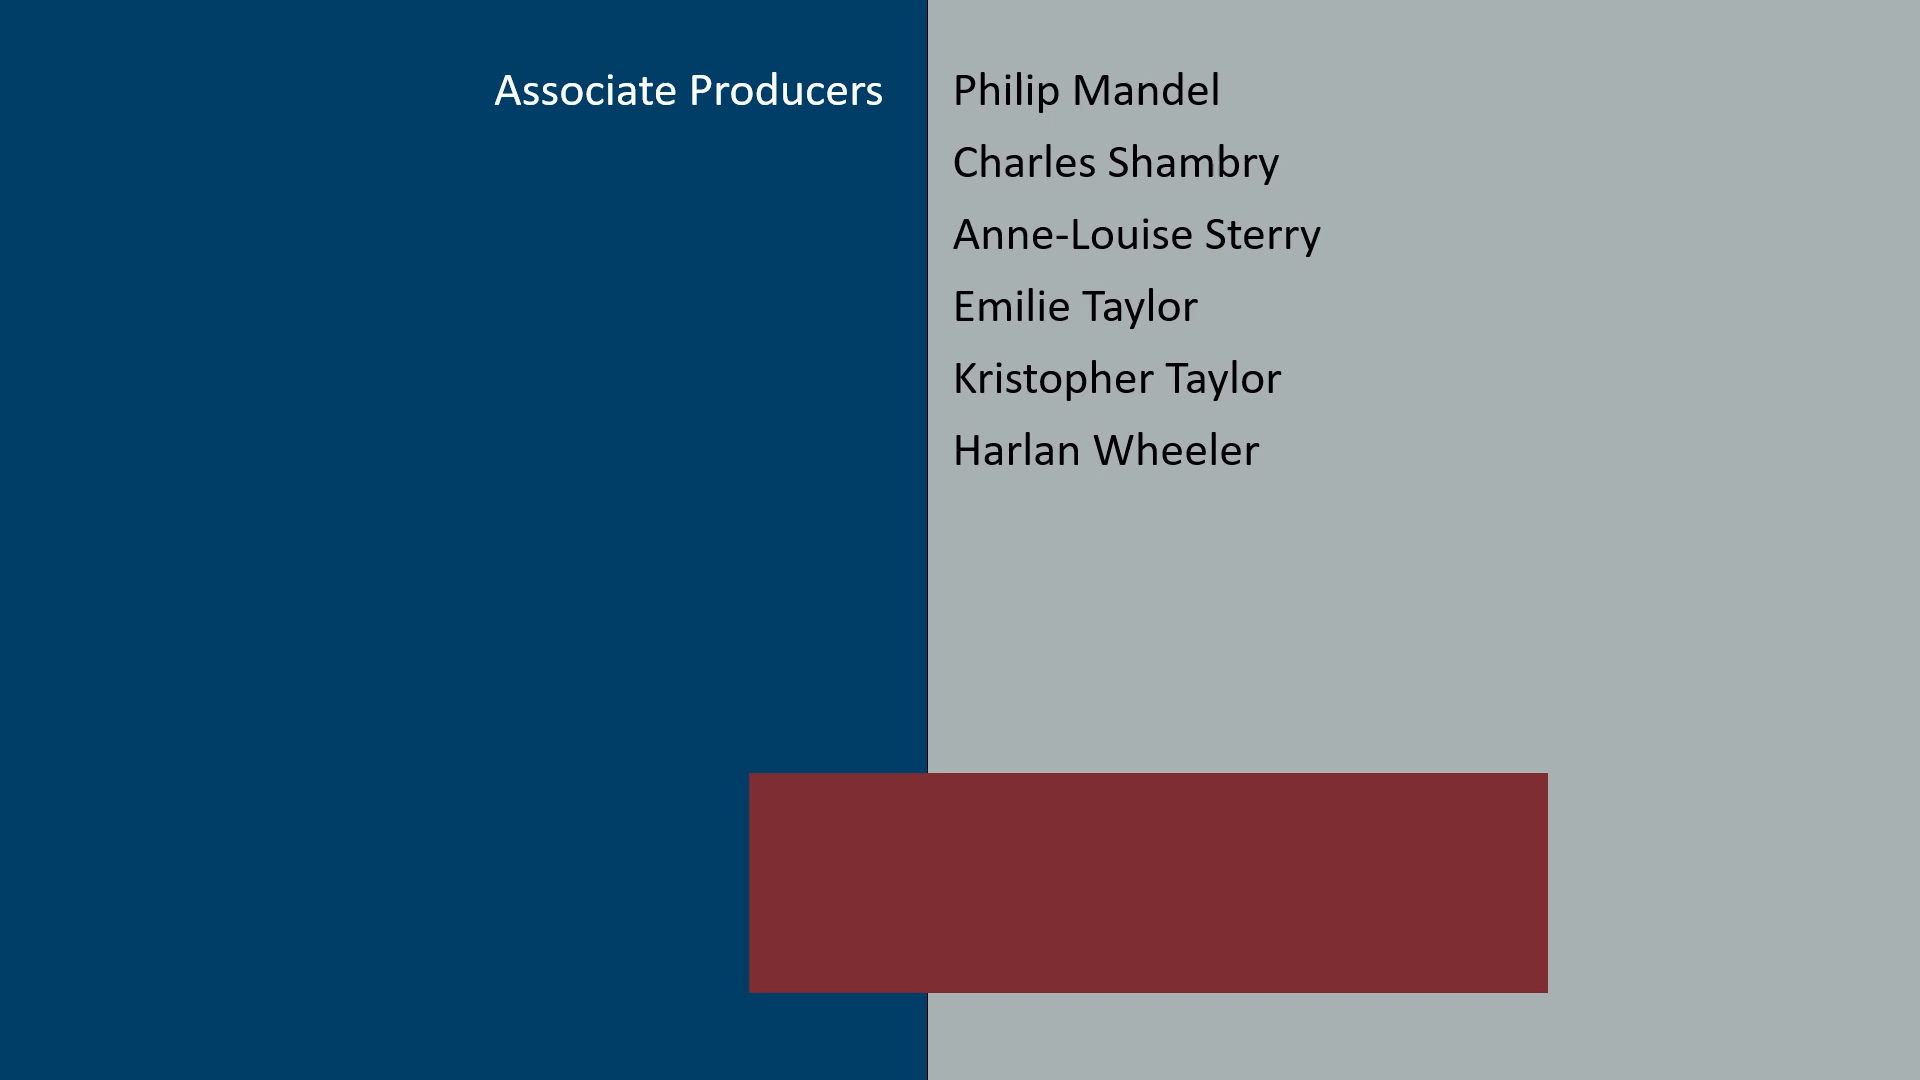 Associate Producers
Philip Mandel
Charles Shambry
Anne-Louise Sterry
Emilie Taylor
Kristopher Taylor
Harlan Wheeler